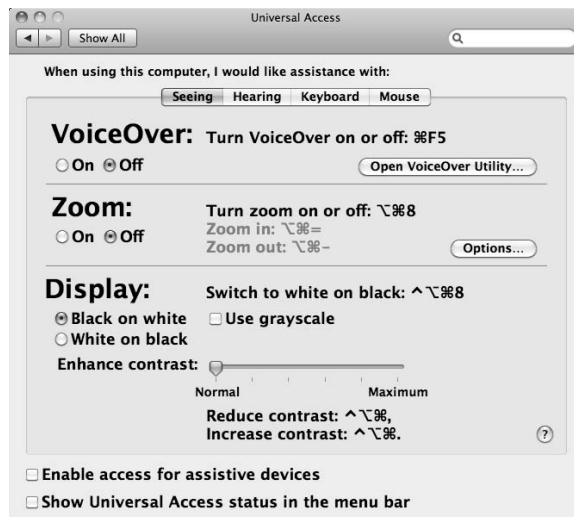 Universal Access
Show All
When using this computer, I would like assistance with:
Seeing Hearing Keyboard Mouse
VoiceOver: Turn VoiceOver on or off: ⌘F5
On Off Open VoiceOver Utility...
Zoom: Turn zoom on or off: ⌥⌘8
On Off Zoom in: ⌥⌘=
Zoom out: ⌥⌘- Options...
Display: Switch to white on black: ^⌥⌘8
Black on white Use grayscale
White on black
Enhance contrast:
Normal Maximum
Reduce contrast: ^⌥⌘,
Increase contrast: ^⌥⌘. ?
Enable access for assistive devices
Show Universal Access status in the menu bar